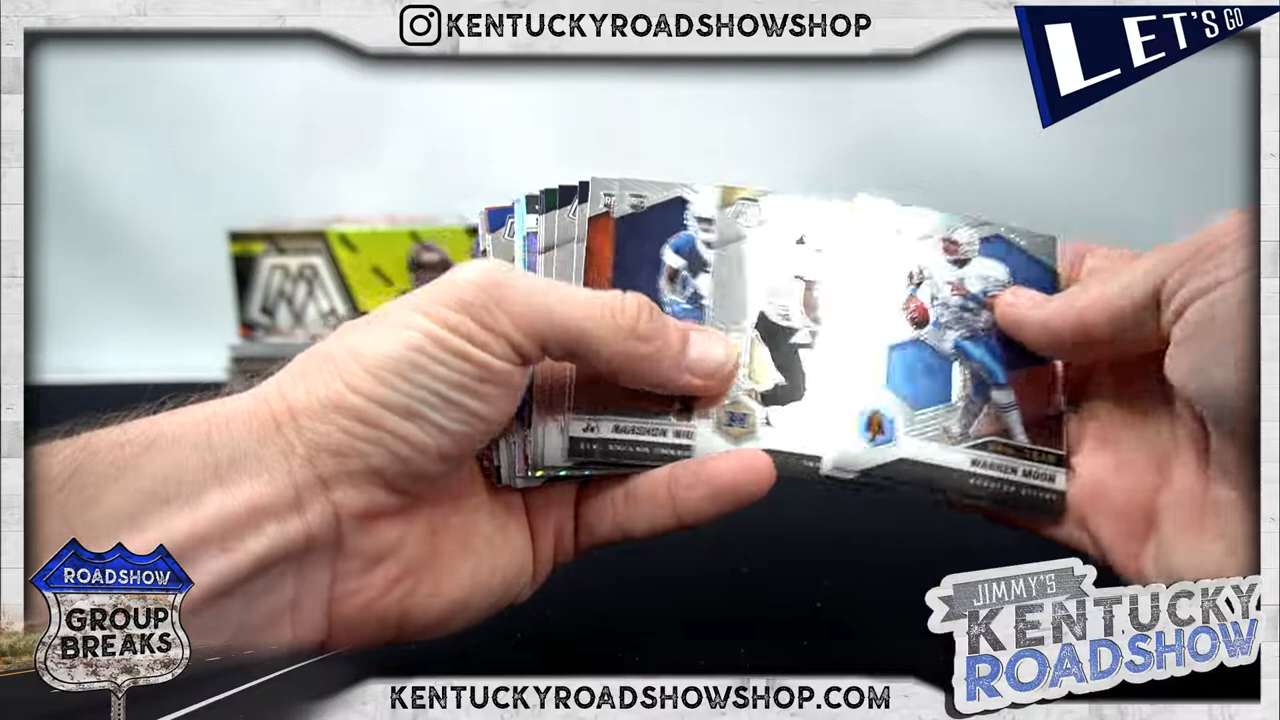 KENTUCKYROADSHOWSHOP
LET'S GO
WARREN MOON
ROADSHOW
GROUP
BREAKS
JIMMY'S
KENTUCKY
ROADSHOW
KENTUCKYROADSHOWSHOP.COM